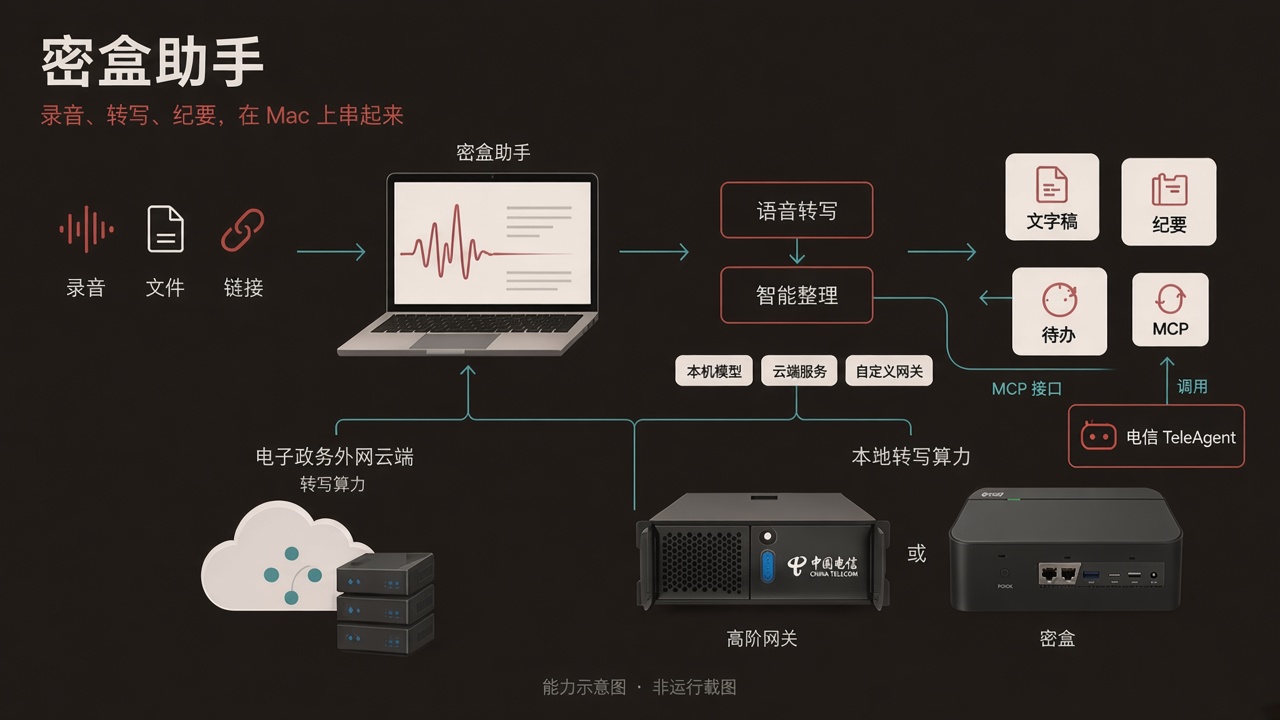 密盒助手
录音、转写、纪要，在 Mac 上串起来
密盒助手
录音
文件
链接
语音转写
智能整理
文字稿
纪要
待办
MCP
本机模型
云端服务
自定义网关
MCP 接口
调用
电信 TeleAgent
电子政务外网云端
转写算力
本地转写算力
中国电信
CHINA TELECOM
或
高阶网关
密盒
能力示意图 · 非运行截图